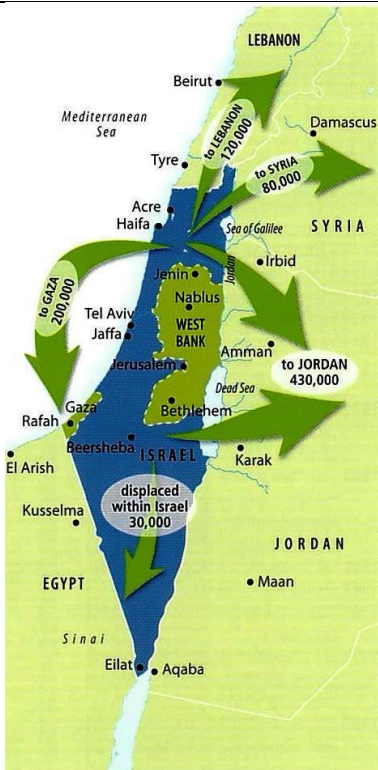 LEBANON
Beirut
Mediterranean
Sea
to LEBANON
120,000
Damascus
Tyre
to SYRIA
80,000
Acre
Haifa
Sea of Galilee
SYRIA
to GAZA
200,000
Jenin
Jordan
Irbid
Nablus
Tel Aviv
Jaffa
WEST
BANK
Amman
to JORDAN
430,000
Jerusalem
Dead Sea
Gaza
Bethlehem
Rafah
Beersheba
ISRAEL
El Arish
Karak
displaced
within Israel
30,000
Kusselma
JORDAN
EGYPT
Maan
Sinai
Eilat
Aqaba